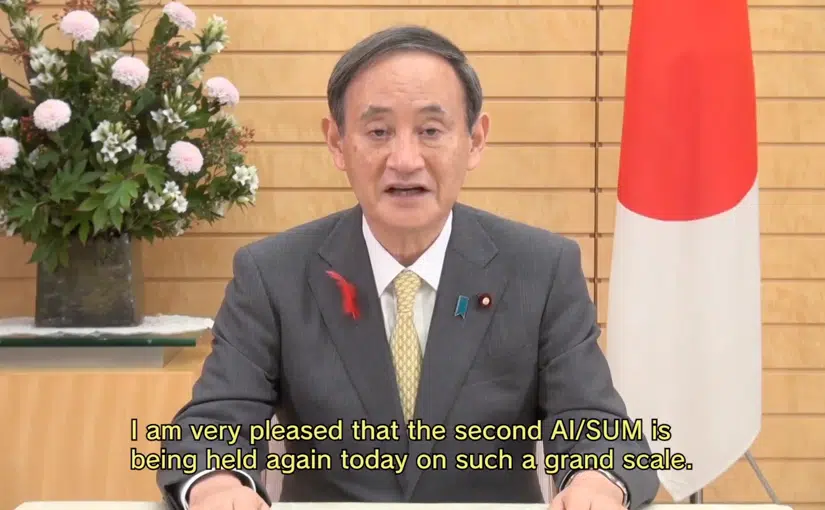 I am very pleased that the second AI/SUM is
being held again today on such a grand scale.